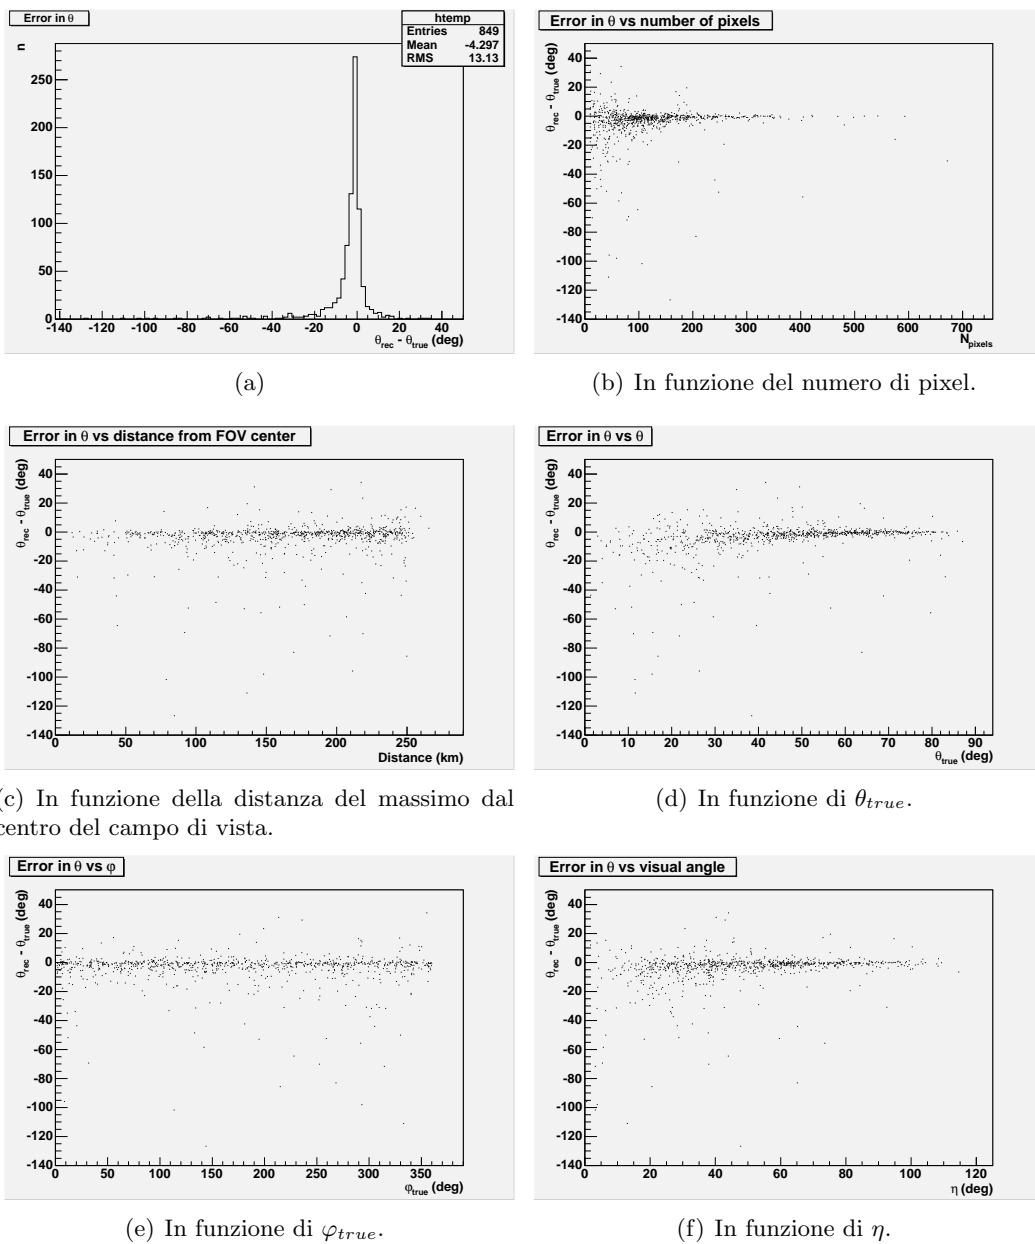 Error in θ
htemp
Entries 849
Mean -4.297
RMS 13.13
n
250
200
150
100
50
0
-140 -120 -100 -80 -60 -40 -20 0 20 40
θrec - θtrue (deg)
(a)
Error in θ vs number of pixels
θrec - θtrue (deg)
40
20
0
-20
-40
-60
-80
-100
-120
-140
0 100 200 300 400 500 600 700
Npixels
(b) In funzione del numero di pixel.
Error in θ vs distance from FOV center
θrec - θtrue (deg)
40
20
0
-20
-40
-60
-80
-100
-120
-140
0 50 100 150 200 250
Distance (km)
(c) In funzione della distanza del massimo dal
centro del campo di vista.
Error in θ vs θ
θrec - θtrue (deg)
40
20
0
-20
-40
-60
-80
-100
-120
-140
0 10 20 30 40 50 60 70 80 90
θtrue (deg)
(d) In funzione di θtrue.
Error in θ vs φ
θrec - θtrue (deg)
40
20
0
-20
-40
-60
-80
-100
-120
-140
0 50 100 150 200 250 300 350
φtrue (deg)
(e) In funzione di φtrue.
Error in θ vs visual angle
θrec - θtrue (deg)
40
20
0
-20
-40
-60
-80
-100
-120
-140
0 20 40 60 80 100 120
η (deg)
(f) In funzione di η.